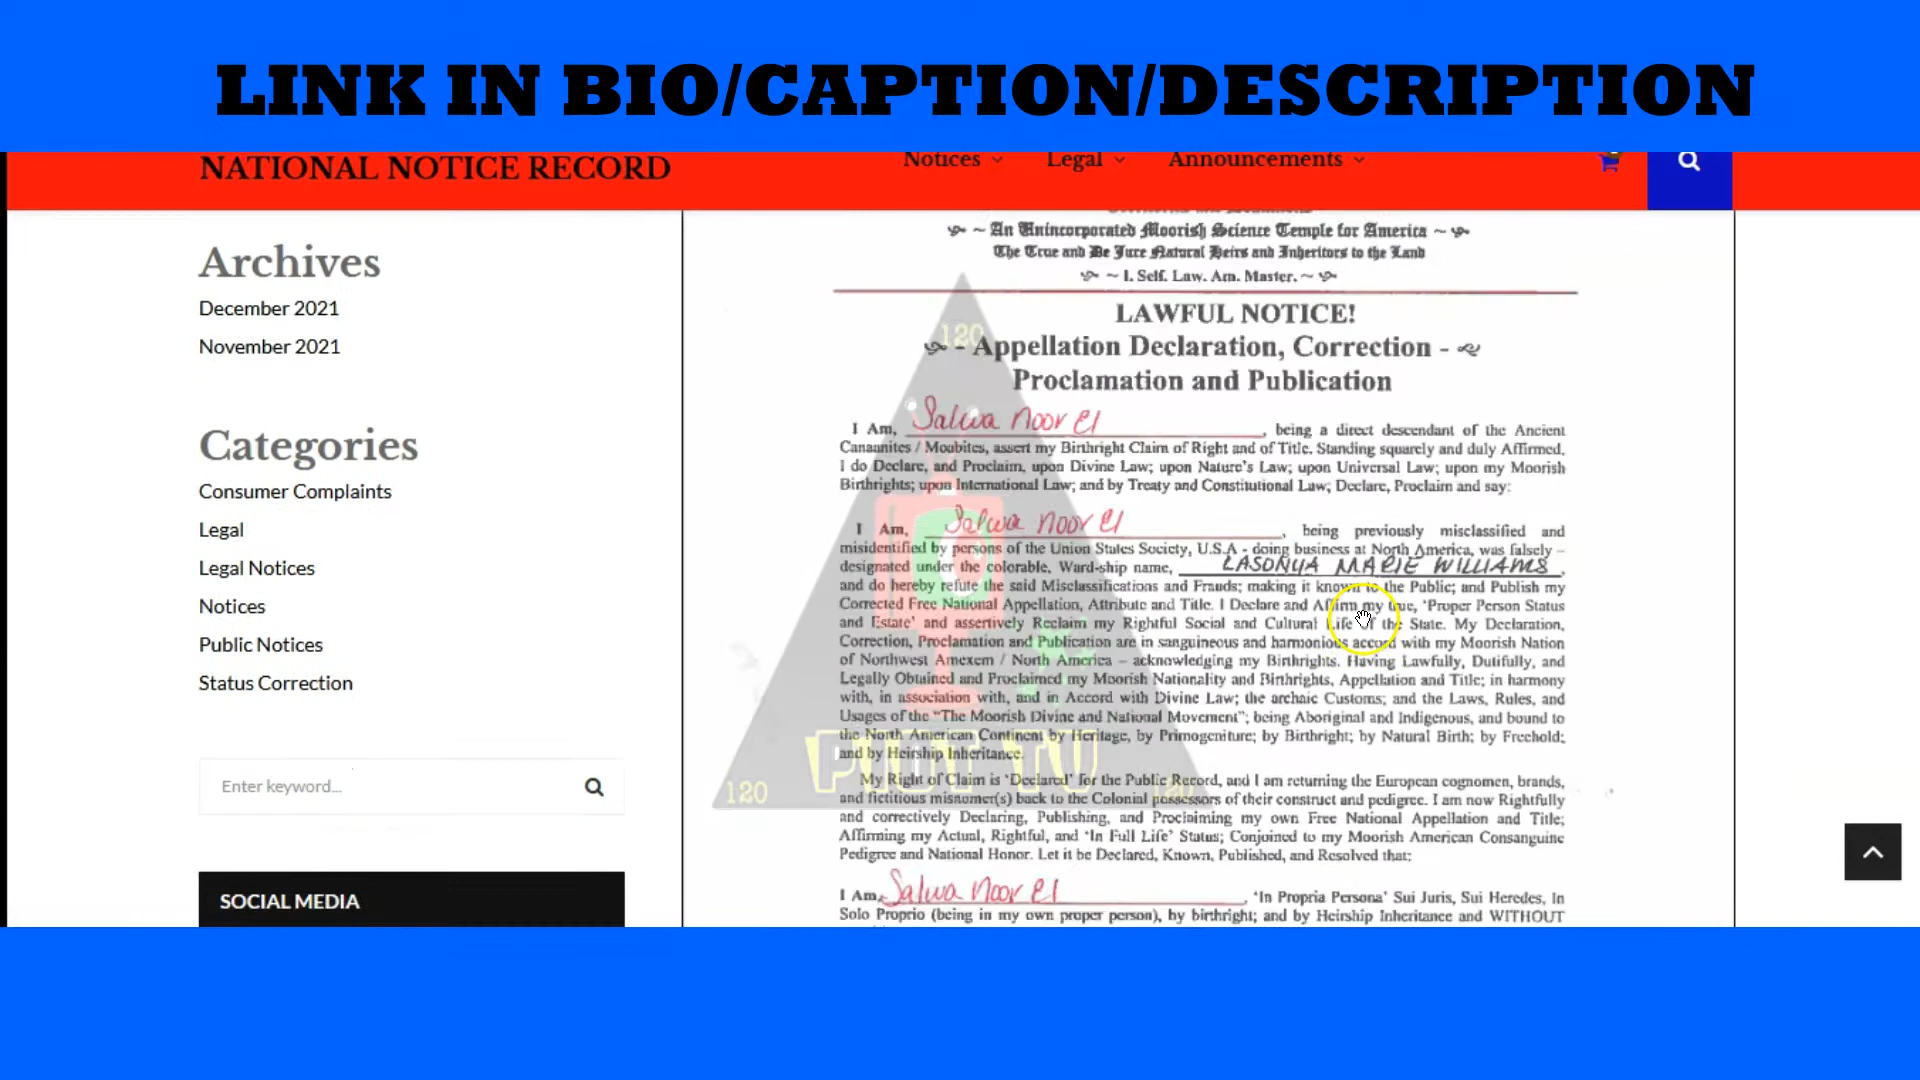 LINK IN BIO/CAPTION/DESCRIPTION
NATIONAL NOTICE RECORD
Notices
Legal
Announcements
Archives
December 2021
November 2021
Categories
Consumer Complaints
Legal
Legal Notices
Notices
Public Notices
Status Correction
Enter keyword...
SOCIAL MEDIA
~ An Unincorporated Moorish Science Temple for America ~
The True and De Jure Natural Heirs and Inheritors to the Land
~ I. Self. Law. Am. Master. ~
LAWFUL NOTICE!
- Appellation Declaration, Correction -
Proclamation and Publication
I Am, Salwa Noor El, being a direct descendant of the Ancient
Canaanites / Moabites, assert my Birthright Claim of Right and of Title. Standing squarely and duly Affirmed,
I do Declare, and Proclaim, upon Divine Law; upon Nature's Law; upon Universal Law; upon my Moorish
Birthrights; upon International Law; and by Treaty and Constitutional Law; Declare, Proclaim and say:
I Am, Salwa Noor El, being previously misclassified and
misidentified by persons of the Union States Society, U.S.A - doing business at North America, was falsely –
designated under the colorable, Ward-ship name, LASONYA MARIE WILLIAMS,
and do hereby refute the said Misclassifications and Frauds; making it known to the Public; and Publish my
Corrected Free National Appellation, Attribute and Title. I Declare and Affirm my true, 'Proper Person Status
and Estate' and assertively Reclaim my Rightful Social and Cultural Life of the State. My Declaration,
Correction, Proclamation and Publication are in sanguineous and harmonious accord with my Moorish Nation
of Northwest Amexem / North America – acknowledging my Birthrights. Having Lawfully, Dutifully, and
Legally Obtained and Proclaimed my Moorish Nationality and Birthrights, Appellation and Title; in harmony
with, in association with, and in Accord with Divine Law; the archaic Customs; and the Laws, Rules, and
Usages of the "The Moorish Divine and National Movement"; being Aboriginal and Indigenous, and bound to
the North American Continent by Heritage, by Primogeniture; by Birthright; by Natural Birth; by Freehold;
and by Heirship Inheritance.
My Right of Claim is 'Declared' for the Public Record, and I am returning the European cognomen, brands,
and fictitious misnomer(s) back to the Colonial possessors of their construct and pedigree. I am now Rightfully
and correctively Declaring, Publishing, and Proclaiming my own Free National Appellation and Title;
Affirming my Actual, Rightful, and 'In Full Life' Status; Conjoined to my Moorish American Consanguine
Pedigree and National Honor. Let it be Declared, Known, Published, and Resolved that:
I Am, Salwa Noor El, 'In Propria Persona' Sui Juris, Sui Heredes, In
Solo Proprio (being in my own proper person), by birthright; and by Heirship Inheritance and WITHOUT
120
120
120